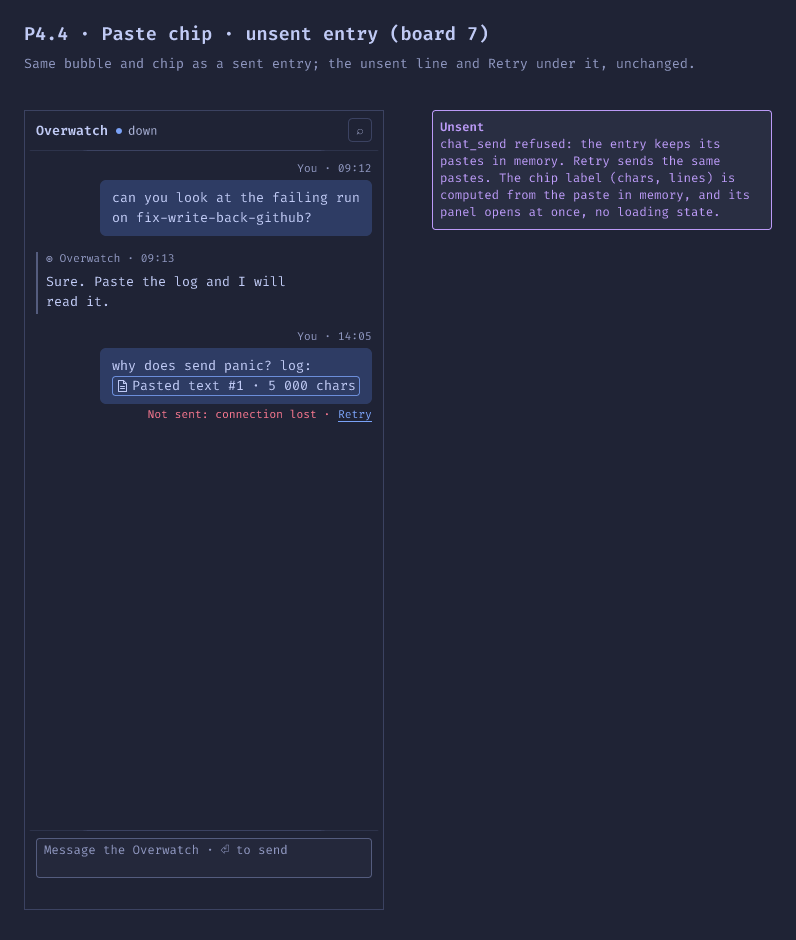 P4.4 · Paste chip · unsent entry (board 7)
Same bubble and chip as a sent entry; the unsent line and Retry under it, unchanged.
Overwatch ● down
You · 09:12
can you look at the failing run
on fix-write-back-github?
Overwatch · 09:13
Sure. Paste the log and I will
read it.
You · 14:05
why does send panic? log:
Pasted text #1 · 5 000 chars
Not sent: connection lost · Retry
Message the Overwatch · ⏎ to send
Unsent
chat_send refused: the entry keeps its
pastes in memory. Retry sends the same
pastes. The chip label (chars, lines) is
computed from the paste in memory, and its
panel opens at once, no loading state.